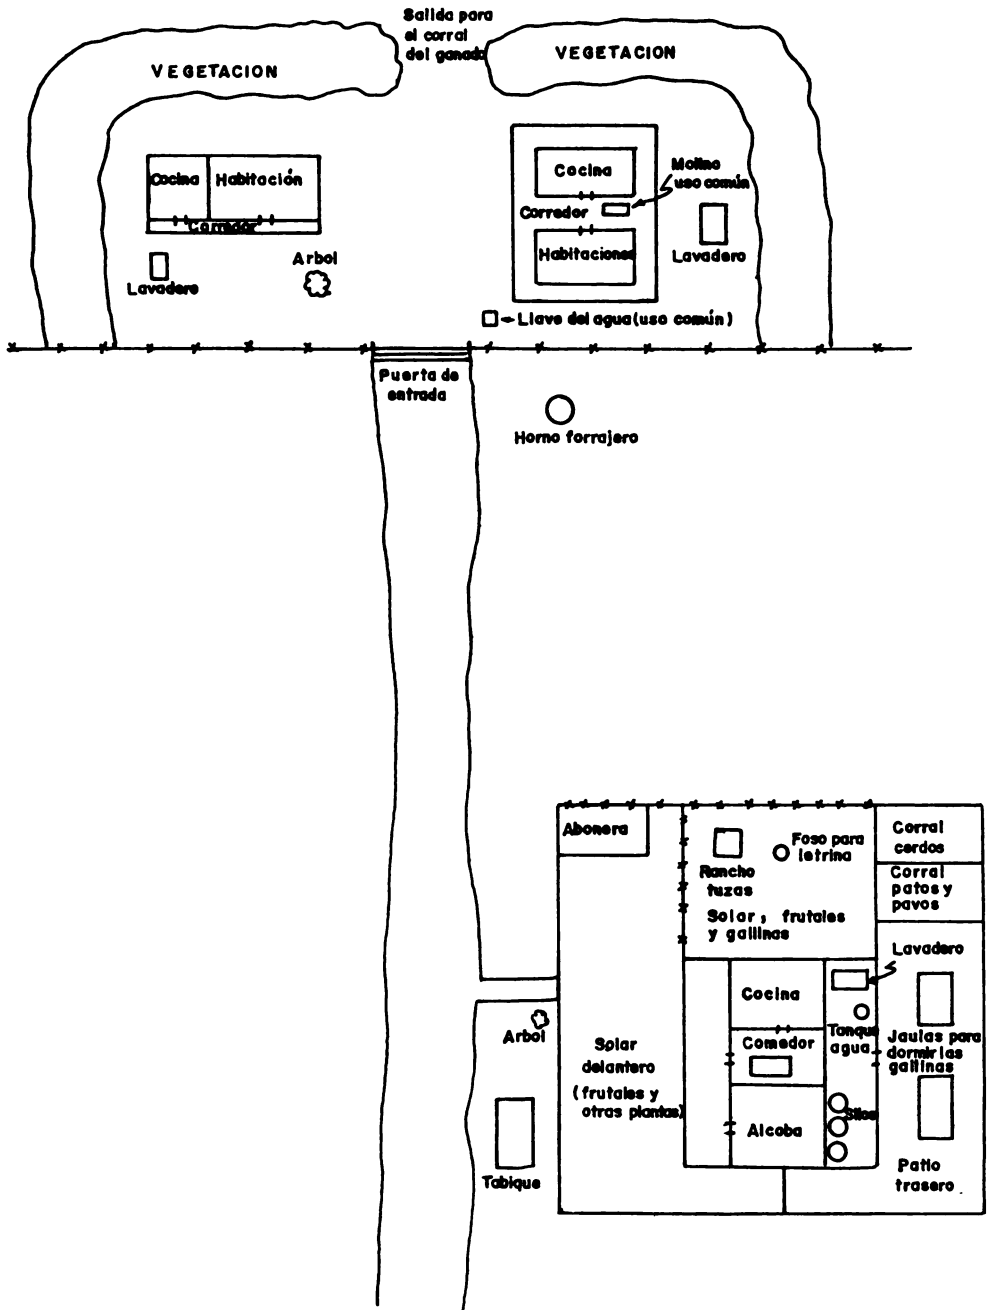 Salida para
el corral
del ganado
VEGETACION
VEGETACION
Cocina
Habitación
Corredor
Lavadero
Arbol
Cocina
Molino
uso común
Corredor
Habitaciones
Lavadero
Llave del agua (uso común)
Puerta de
entrada
Horno forrajero
Abonera
Foso para
letrina
Rancho
tuzas
Solar, frutales
y gallinas
Corral
cerdos
Corral
patos y
pavos
Lavadero
Cocina
Tanque
agua
Comedor
Jaulas para
dormir las
gallinas
Arbol
Solar
delantero
(frutales y
otras plantas)
Silos
Alcoba
Tabique
Patio
trasero.